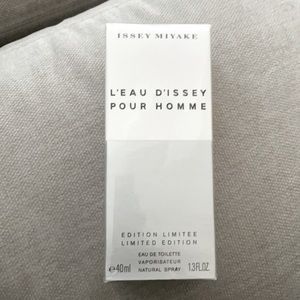 ISSEY MIYAKE
L'EAU D'ISSEY
POUR HOMME
EDITION LIMITEE
LIMITED EDITION
EAU DE TOILETTE
VAPORISATEUR
℮40ml NATURAL SPRAY 1.3FL.OZ.